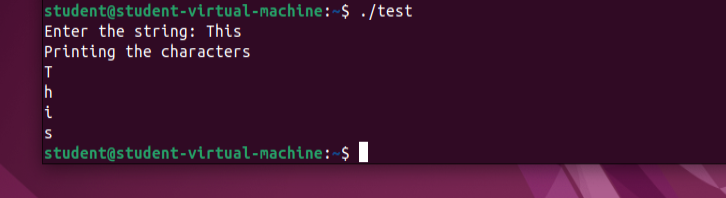 student@student-virtual-machine:~$ ./test
Enter the string: This
Printing the characters
T
h
i
s
student@student-virtual-machine:~$